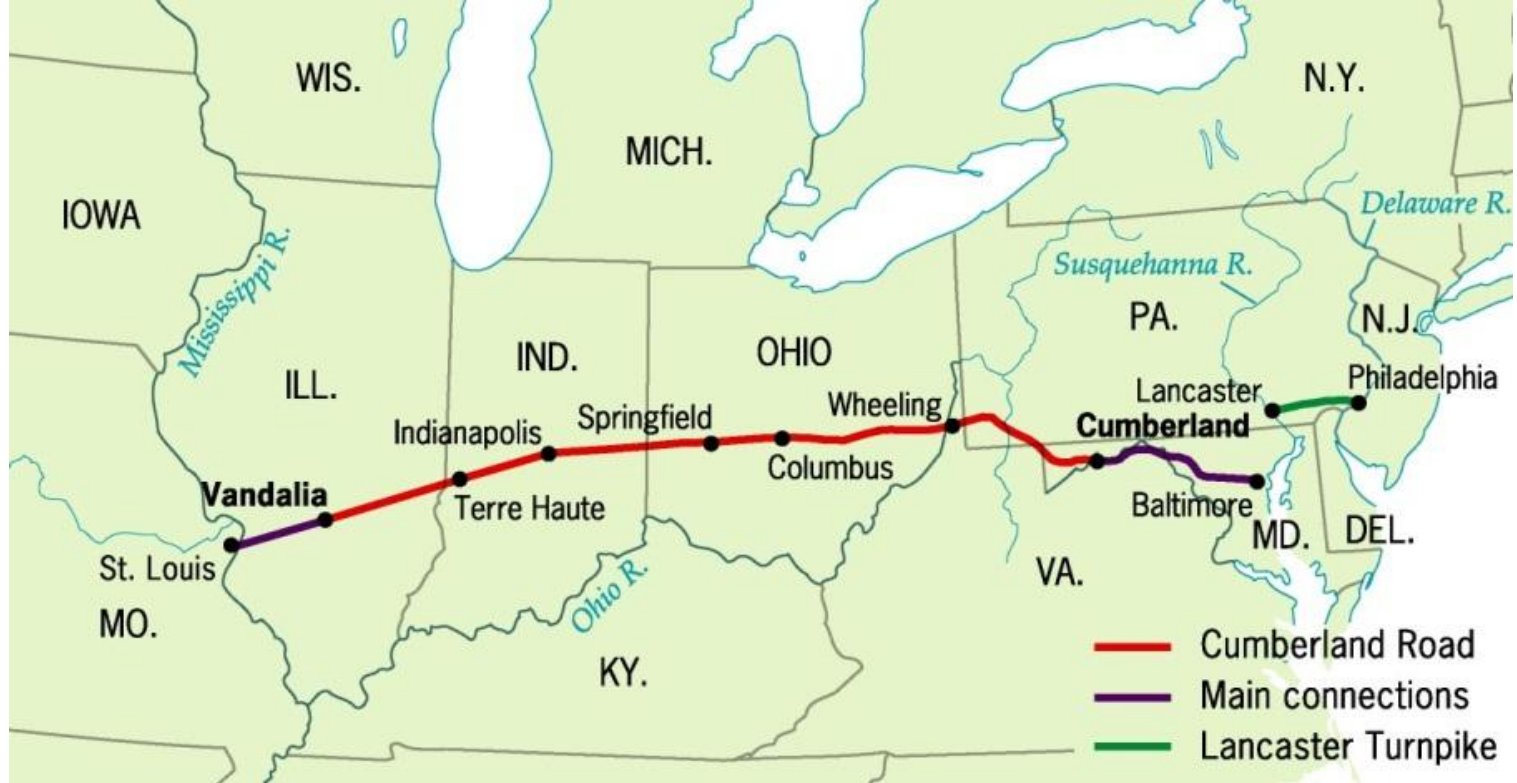 WIS.
N.Y.
MICH.
IOWA
Delaware R.
Mississippi R.
Susquehanna R.
PA.
N.J.
IND.
OHIO
ILL.
Philadelphia
Lancaster
Wheeling
Springfield
Cumberland
Indianapolis
Columbus
Vandalia
Terre Haute
Baltimore
MD.
DEL.
St. Louis
VA.
Ohio R.
MO.
KY.
Cumberland Road
Main connections
Lancaster Turnpike